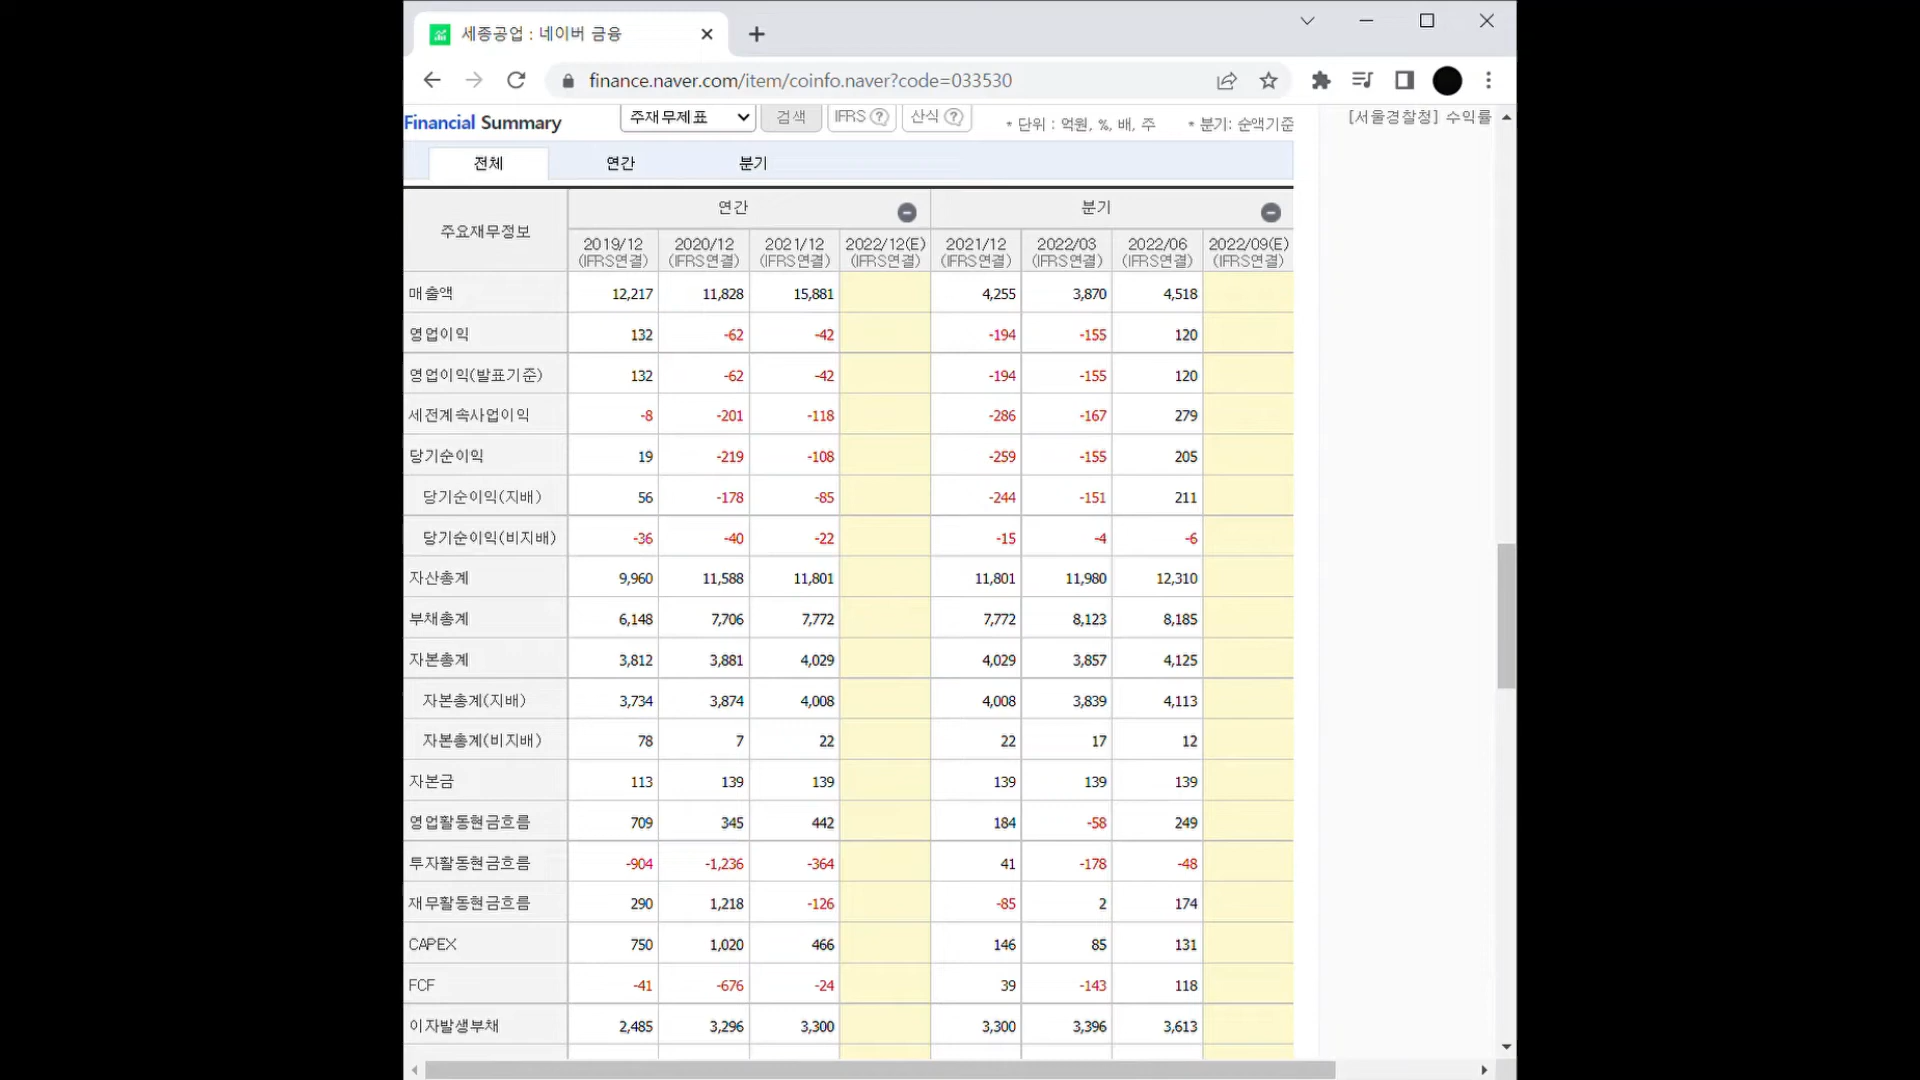 세종공업 : 네이버 금융
finance.naver.com/item/coinfo.naver?code=033530
Financial Summary 주재무제표 검색 IFRS ? 산식 ? * 단위 : 억원, %, 배, 주 * 분기: 순액기준 [서울경찰청] 수익률
전체 연간 분기
주요재무정보 연간 분기
2019/12 2020/12 2021/12 2022/12(E) 2021/12 2022/03 2022/06 2022/09(E)
(IFRS연결) (IFRS연결) (IFRS연결) (IFRS연결) (IFRS연결) (IFRS연결) (IFRS연결) (IFRS연결)
매출액 12,217 11,828 15,881 4,255 3,870 4,518
영업이익 132 -62 -42 -194 -155 120
영업이익(발표기준) 132 -62 -42 -194 -155 120
세전계속사업이익 -8 -201 -118 -286 -167 279
당기순이익 19 -219 -108 -259 -155 205
당기순이익(지배) 56 -178 -85 -244 -151 211
당기순이익(비지배) -36 -40 -22 -15 -4 -6
자산총계 9,960 11,588 11,801 11,801 11,980 12,310
부채총계 6,148 7,706 7,772 7,772 8,123 8,185
자본총계 3,812 3,881 4,029 4,029 3,857 4,125
자본총계(지배) 3,734 3,874 4,008 4,008 3,839 4,113
자본총계(비지배) 78 7 22 22 17 12
자본금 113 139 139 139 139 139
영업활동현금흐름 709 345 442 184 -58 249
투자활동현금흐름 -904 -1,236 -364 41 -178 -48
재무활동현금흐름 290 1,218 -126 -85 2 174
CAPEX 750 1,020 466 146 85 131
FCF -41 -676 -24 39 -143 118
이자발생부채 2,485 3,296 3,300 3,300 3,396 3,613